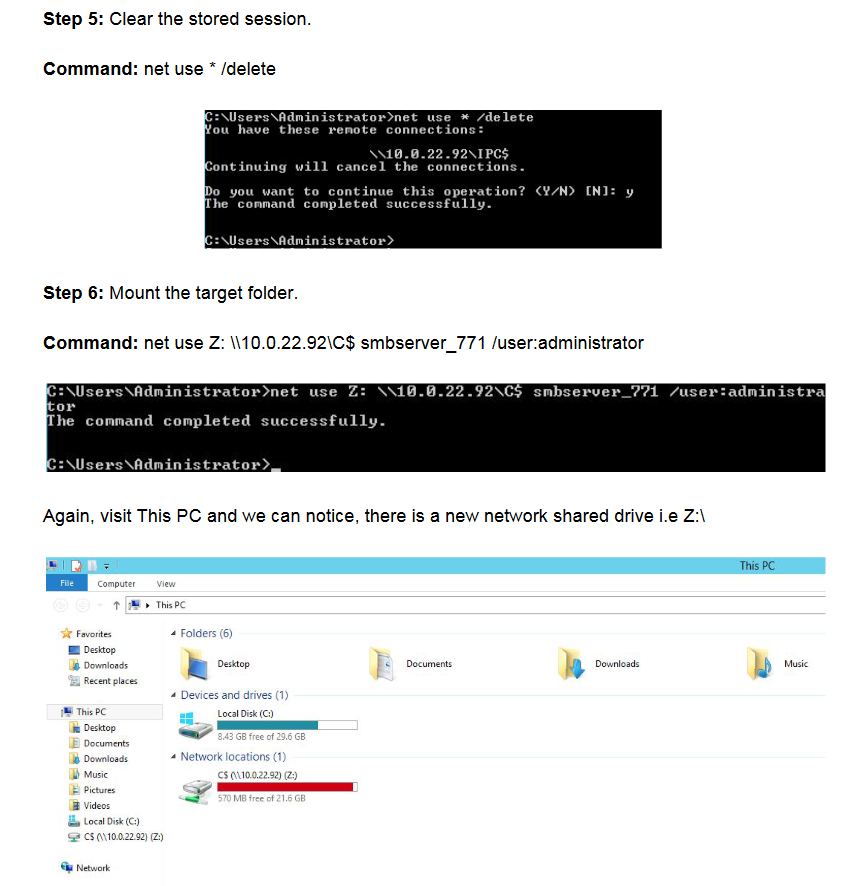 Step 5: Clear the stored session.
Command: net use * /delete
C:\Users\Administrator>net use * /delete
You have these remote connections:
\\10.0.22.92\IPC$
Continuing will cancel the connections.
Do you want to continue this operation? (Y/N) [N]: y
The command completed successfully.
C:\Users\Administrator>
Step 6: Mount the target folder.
Command: net use Z: \\10.0.22.92\C$ smbserver_771 /user:administrator
C:\Users\Administrator>net use Z: \\10.0.22.92\C$ smbserver_771 /user:administra
tor
The command completed successfully.
C:\Users\Administrator>_
Again, visit This PC and we can notice, there is a new network shared drive i.e Z:\
This PC
File Computer View
This PC
Favorites
Desktop
Downloads
Recent places
This PC
Desktop
Documents
Downloads
Music
Pictures
Videos
Local Disk (C:)
C$ (\\10.0.22.92) (Z:)
Network
Folders (6)
Desktop Documents Downloads Music
Devices and drives (1)
Local Disk (C:)
8.43 GB free of 29.6 GB
Network locations (1)
C$ (\\10.0.22.92) (Z:)
570 MB free of 21.6 GB